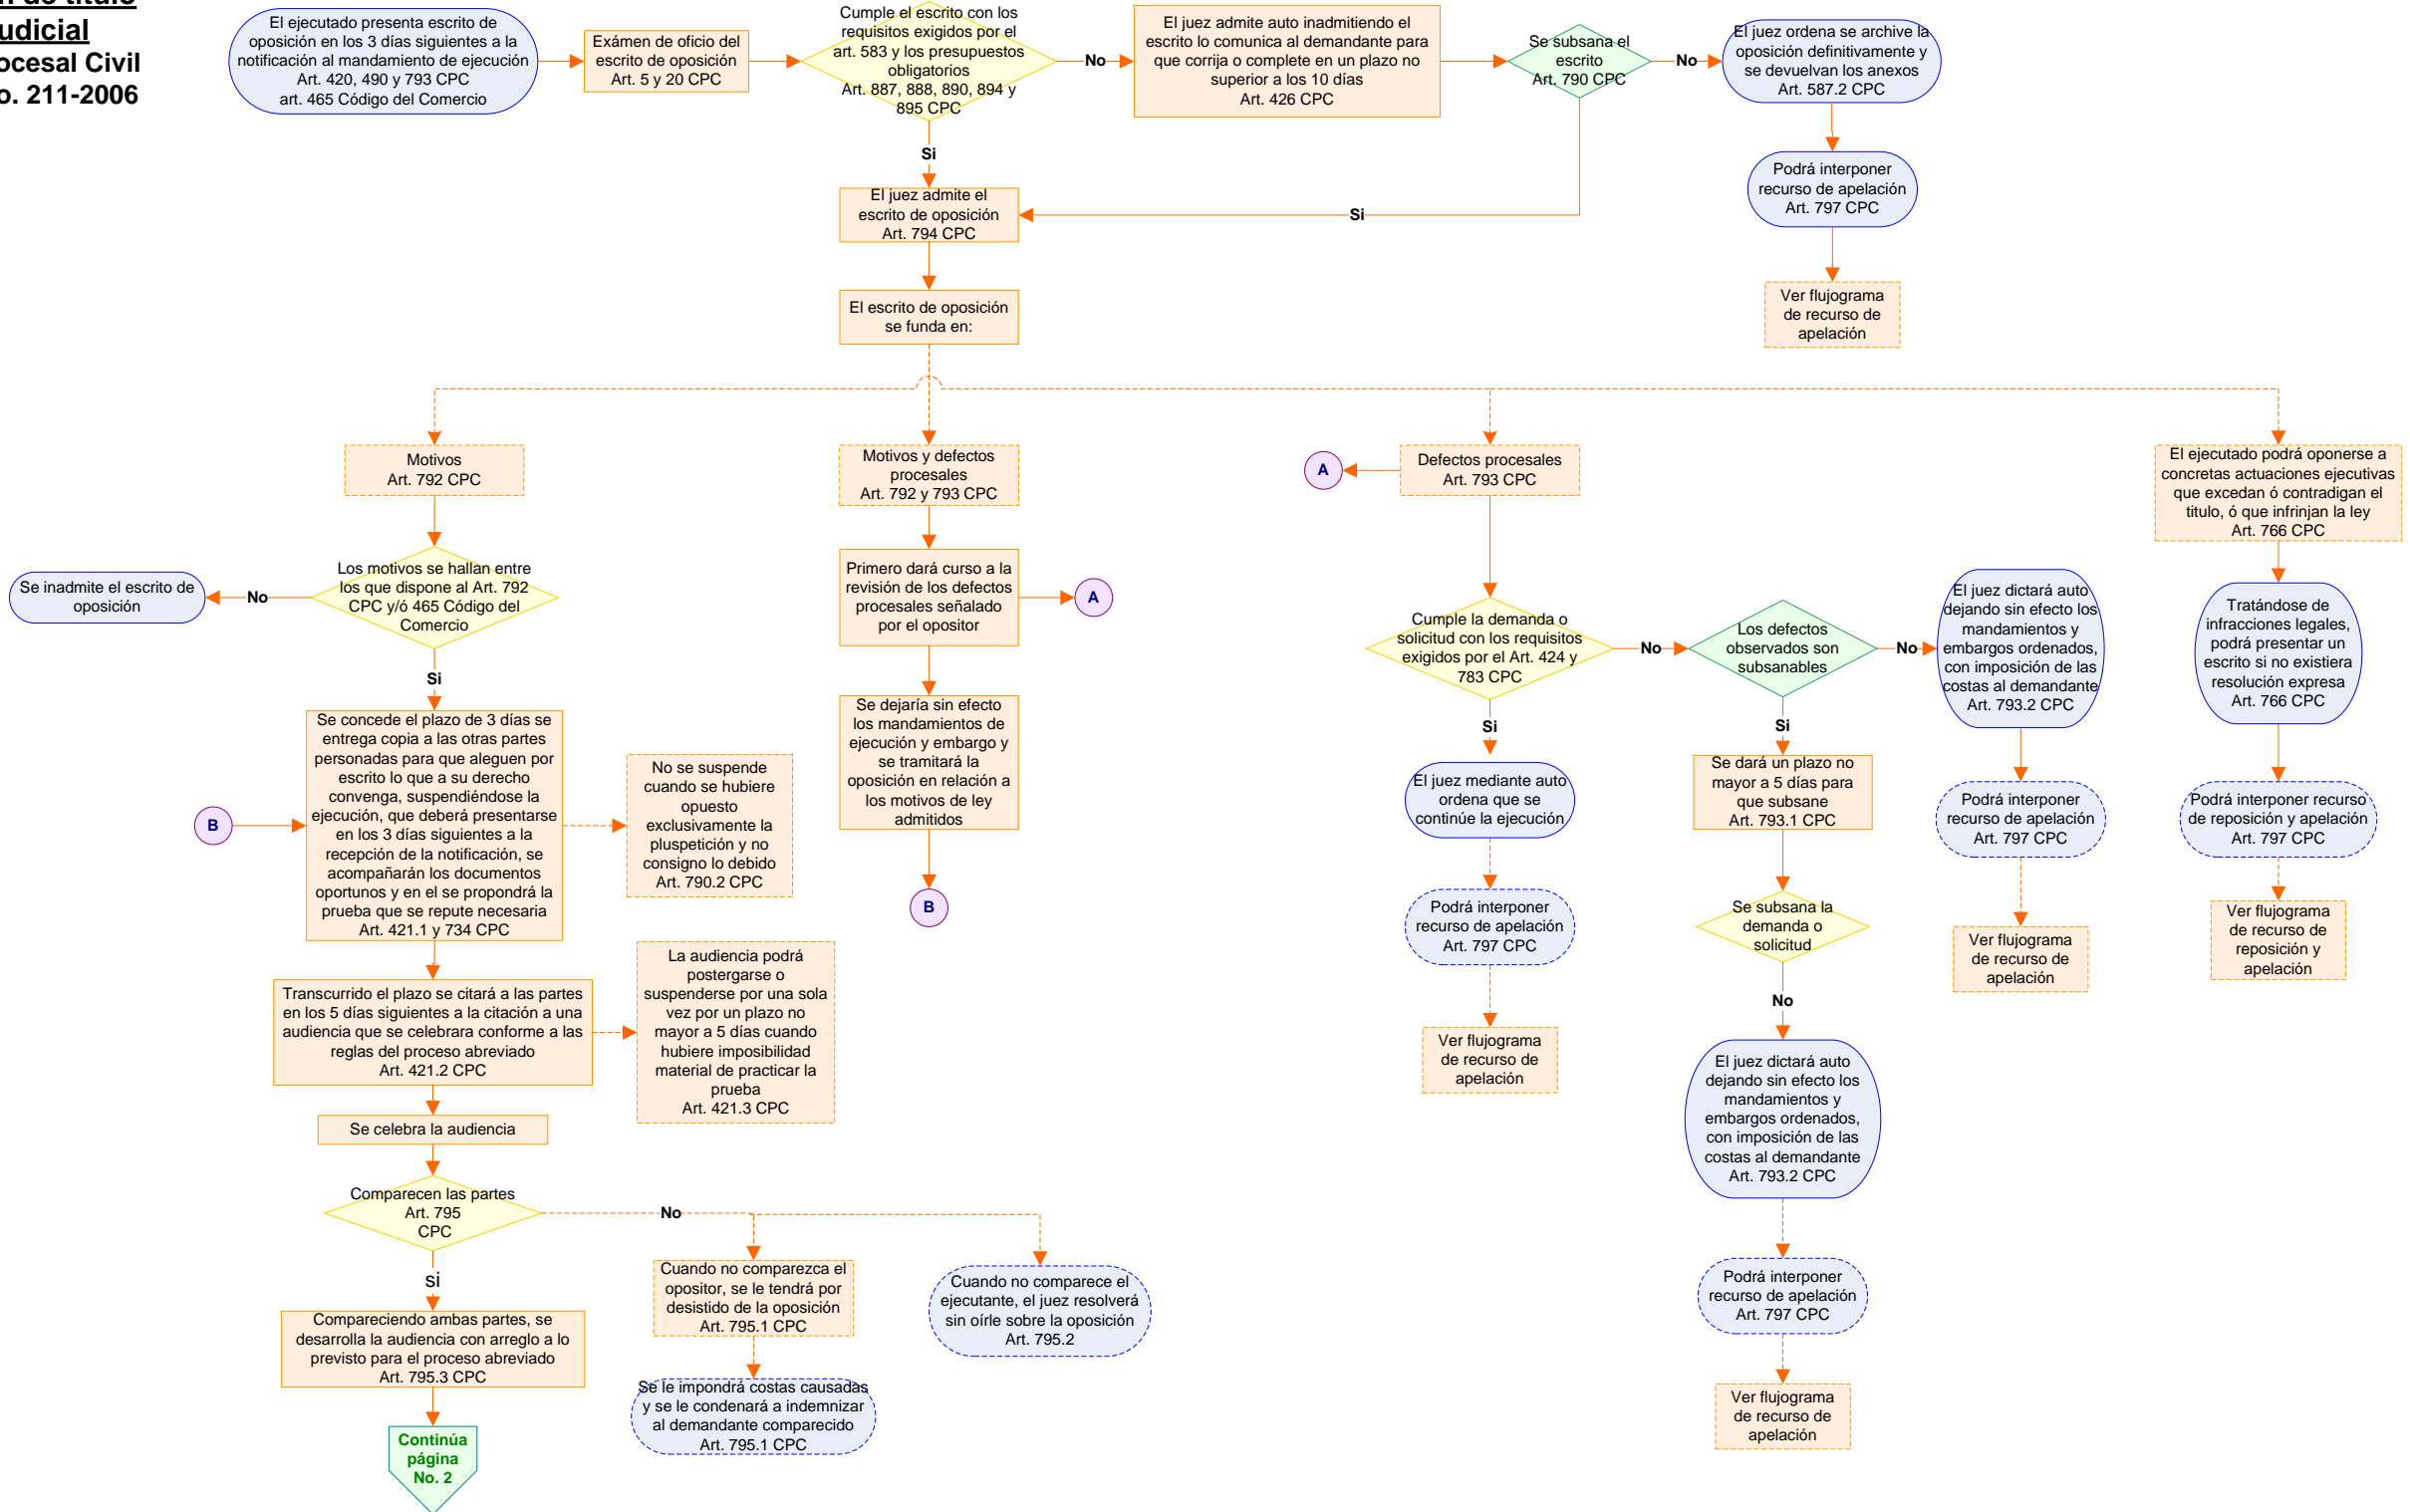 de título
udicial
ocesal Civil
o. 211-2006
El ejecutado presenta escrito de
oposición en los 3 días siguientes a la
notificación al mandamiento de ejecución
Art. 420, 490 y 793 CPC
art. 465 Código del Comercio
Exámen de oficio del
escrito de oposición
Art. 5 y 20 CPC
Cumple el escrito con los
requisitos exigidos por el
art. 583 y los presupuestos
obligatorios
Art. 887, 888, 890, 894 y
895 CPC
No
El juez admite auto inadmitiendo el
escrito lo comunica al demandante para
que corrija o complete en un plazo no
superior a los 10 días
Art. 426 CPC
Se subsana el
escrito
Art. 790 CPC
No
El juez ordena se archive la
oposición definitivamente y
se devuelvan los anexos
Art. 587.2 CPC
Si
Podrá interponer
recurso de apelación
Art. 797 CPC
El juez admite el
escrito de oposición
Art. 794 CPC
Si
Ver flujograma
de recurso de
apelación
El escrito de oposición
se funda en:
Motivos
Art. 792 CPC
Motivos y defectos
procesales
Art. 792 y 793 CPC
A
Defectos procesales
Art. 793 CPC
El ejecutado podrá oponerse a
concretas actuaciones ejecutivas
que excedan ó contradigan el
titulo, ó que infrinjan la ley
Art. 766 CPC
Se inadmite el escrito de
oposición
No
Los motivos se hallan entre
los que dispone al Art. 792
CPC y/ó 465 Código del
Comercio
Si
Primero dará curso a la
revisión de los defectos
procesales señalado
por el opositor
A
Cumple la demanda o
solicitud con los requisitos
exigidos por el Art. 424 y
783 CPC
No
Los defectos
observados son
subsanables
No
El juez dictará auto
dejando sin efecto los
mandamientos y
embargos ordenados,
con imposición de las
costas al demandante
Art. 793.2 CPC
Tratándose de
infracciones legales,
podrá presentar un
escrito si no existiera
resolución expresa
Art. 766 CPC
B
Se concede el plazo de 3 días se
entrega copia a las otras partes
personadas para que aleguen por
escrito lo que a su derecho
convenga, suspendiéndose la
ejecución, que deberá presentarse
en los 3 días siguientes a la
recepción de la notificación, se
acompañarán los documentos
oportunos y en el se propondrá la
prueba que se repute necesaria
Art. 421.1 y 734 CPC
No se suspende
cuando se hubiere
opuesto
exclusivamente la
pluspetición y no
consigno lo debido
Art. 790.2 CPC
Se dejaría sin efecto
los mandamientos de
ejecución y embargo y
se tramitará la
oposición en relación a
los motivos de ley
admitidos
B
Si
El juez mediante auto
ordena que se
continúe la ejecución
Podrá interponer
recurso de apelación
Art. 797 CPC
Ver flujograma
de recurso de
apelación
Si
Se dará un plazo no
mayor a 5 días para
que subsane
Art. 793.1 CPC
Se subsana la
demanda o
solicitud
No
El juez dictará auto
dejando sin efecto los
mandamientos y
embargos ordenados,
con imposición de las
costas al demandante
Art. 793.2 CPC
Podrá interponer
recurso de apelación
Art. 797 CPC
Ver flujograma
de recurso de
apelación
Podrá interponer
recurso de apelación
Art. 797 CPC
Ver flujograma
de recurso de
apelación
Podrá interponer recurso
de reposición y apelación
Art. 797 CPC
Ver flujograma
de recurso de
reposición y
apelación
Transcurrido el plazo se citará a las partes
en los 5 días siguientes a la citación a una
audiencia que se celebrara conforme a las
reglas del proceso abreviado
Art. 421.2 CPC
La audiencia podrá
postergarse o
suspenderse por una sola
vez por un plazo no
mayor a 5 días cuando
hubiere imposibilidad
material de practicar la
prueba
Art. 421.3 CPC
Se celebra la audiencia
Comparecen las partes
Art. 795
CPC
No
Cuando no comparezca el
opositor, se le tendrá por
desistido de la oposición
Art. 795.1 CPC
Cuando no comparece el
ejecutante, el juez resolverá
sin oírle sobre la oposición
Art. 795.2
Se le impondrá costas causadas
y se le condenará a indemnizar
al demandante comparecido
Art. 795.1 CPC
si
Compareciendo ambas partes, se
desarrolla la audiencia con arreglo a lo
previsto para el proceso abreviado
Art. 795.3 CPC
Continúa
página
No. 2